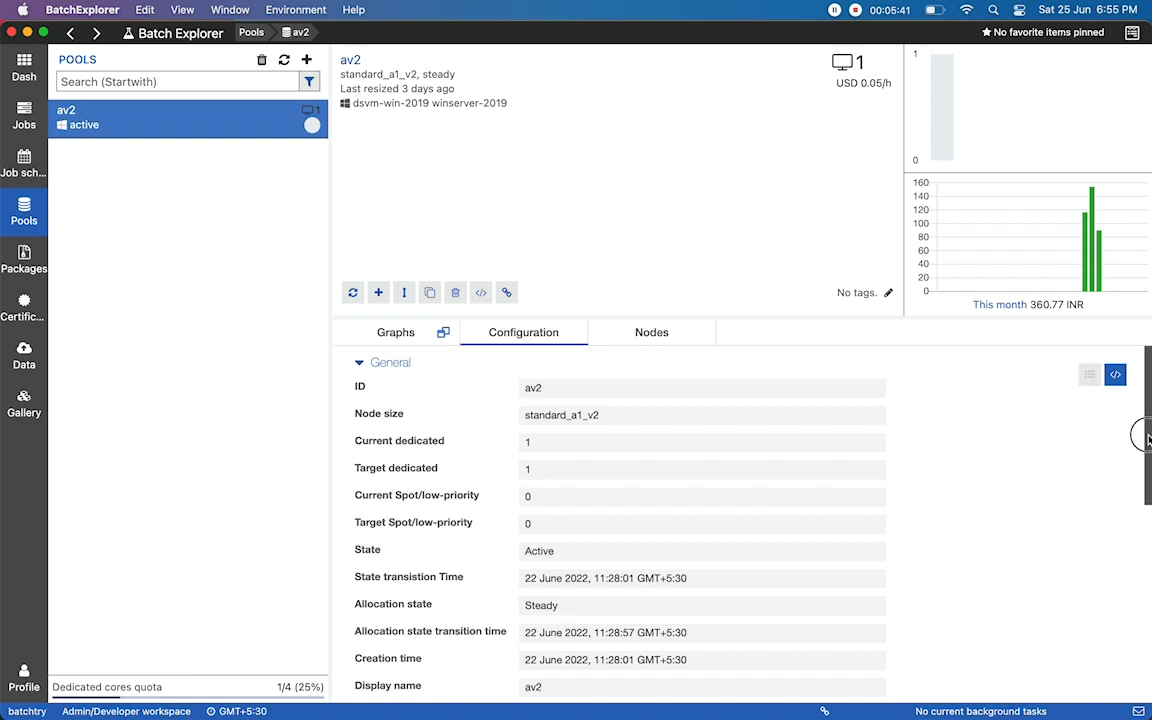 BatchExplorer Edit View Window Environment Help 00:05:41 Sat 25 Jun 6:55 PM
Batch Explorer Pools av2 No favorite items pinned
Dash
Jobs
Job sch...
Pools
Packages
Certific...
Data
Gallery
Profile
POOLS
Search (Startwith)
av2 1
active
Dedicated cores quota 1/4 (25%)
av2
standard_a1_v2, steady
Last resized 3 days ago
dsvm-win-2019 winserver-2019
1
USD 0.05/h
No tags.
1
0
160
140
120
100
80
60
40
20
0
This month 360.77 INR
Graphs Configuration Nodes
General
ID av2
Node size standard_a1_v2
Current dedicated 1
Target dedicated 1
Current Spot/low-priority 0
Target Spot/low-priority 0
State Active
State transistion Time 22 June 2022, 11:28:01 GMT+5:30
Allocation state Steady
Allocation state transition time 22 June 2022, 11:28:57 GMT+5:30
Creation time 22 June 2022, 11:28:01 GMT+5:30
Display name av2
batchtry Admin/Developer workspace GMT+5:30 No current background tasks